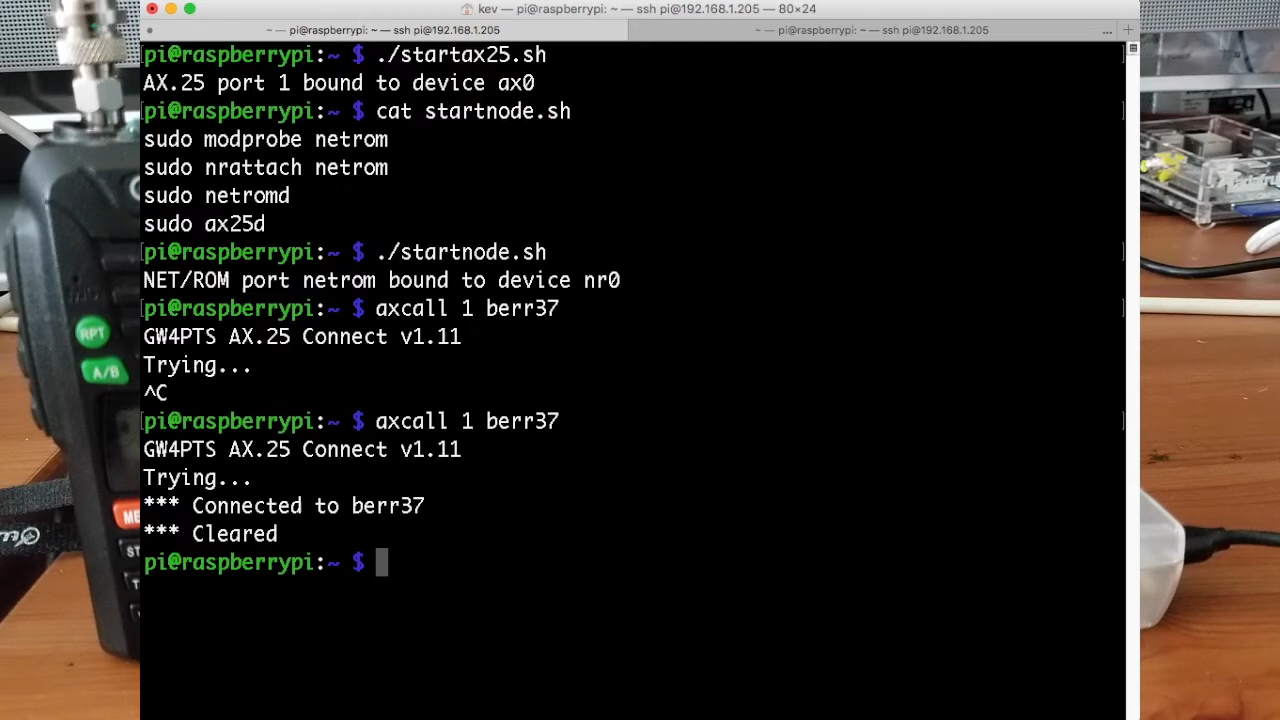 kev — pi@raspberrypi: ~ — ssh pi@192.168.1.205 — 80×24
~ — pi@raspberrypi: ~ — ssh pi@192.168.1.205
~ — pi@raspberrypi: ~ — ssh pi@192.168.1.205 ... +
pi@raspberrypi:~ $ ./startax25.sh
AX.25 port 1 bound to device ax0
pi@raspberrypi:~ $ cat startnode.sh
sudo modprobe netrom
sudo nrattach netrom
sudo netromd
sudo ax25d
pi@raspberrypi:~ $ ./startnode.sh
NET/ROM port netrom bound to device nr0
pi@raspberrypi:~ $ axcall 1 berr37
GW4PTS AX.25 Connect v1.11
Trying...
^C
pi@raspberrypi:~ $ axcall 1 berr37
GW4PTS AX.25 Connect v1.11
Trying...
*** Connected to berr37
*** Cleared
pi@raspberrypi:~ $
RPT
A/B